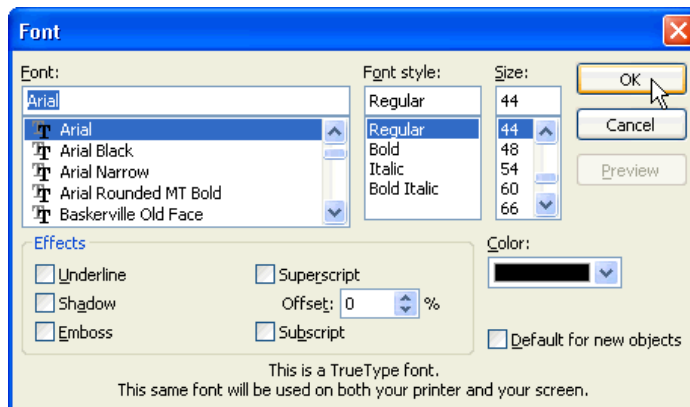 Font
Font: Font style: Size:
Arial Regular 44 OK
Arial Regular 44 Cancel
Arial Black Bold 48
Arial Narrow Italic 54 Preview
Arial Rounded MT Bold Bold Italic 60
Baskerville Old Face 66
Effects Color:
Underline Superscript
Shadow Offset: 0 %
Emboss Subscript Default for new objects
This is a TrueType font.
This same font will be used on both your printer and your screen.